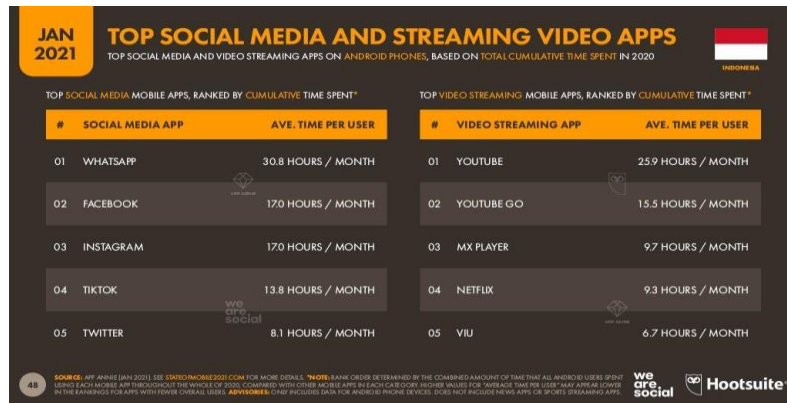 JAN
2021
TOP SOCIAL MEDIA AND STREAMING VIDEO APPS
TOP SOCIAL MEDIA AND VIDEO STREAMING APPS ON ANDROID PHONES, BASED ON TOTAL CUMULATIVE TIME SPENT IN 2020
INDONESIA
TOP SOCIAL MEDIA MOBILE APPS, RANKED BY CUMULATIVE TIME SPENT*
# SOCIAL MEDIA APP AVE. TIME PER USER
01 WHATSAPP 30.8 HOURS / MONTH
02 FACEBOOK 17.0 HOURS / MONTH
03 INSTAGRAM 17.0 HOURS / MONTH
04 TIKTOK 13.8 HOURS / MONTH
05 TWITTER 8.1 HOURS / MONTH
TOP VIDEO STREAMING MOBILE APPS, RANKED BY CUMULATIVE TIME SPENT*
# VIDEO STREAMING APP AVE. TIME PER USER
01 YOUTUBE 25.9 HOURS / MONTH
02 YOUTUBE GO 15.5 HOURS / MONTH
03 MX PLAYER 9.7 HOURS / MONTH
04 NETFLIX 9.3 HOURS / MONTH
05 VIU 6.7 HOURS / MONTH
APP ANNIE
we
are
social
APP ANNIE
48
SOURCE: APP ANNIE (JAN 2021). SEE STATEOFMOBILE2021.COM FOR MORE DETAILS. *NOTE: RANK ORDER DETERMINED BY THE COMBINED AMOUNT OF TIME THAT ALL ANDROID USERS SPENT
USING EACH MOBILE APP THROUGHOUT THE WHOLE OF 2020, COMPARED WITH OTHER MOBILE APPS IN EACH CATEGORY. HIGHER VALUES FOR "AVERAGE TIME PER USER" MAY APPEAR LOWER
IN THE RANKINGS FOR APPS WITH FEWER OVERALL USERS. ADVISORIES: ONLY INCLUDES DATA FOR ANDROID PHONE DEVICES. DOES NOT INCLUDE NEWS APPS OR SPORTS STREAMING APPS.
we
are
social
Hootsuite